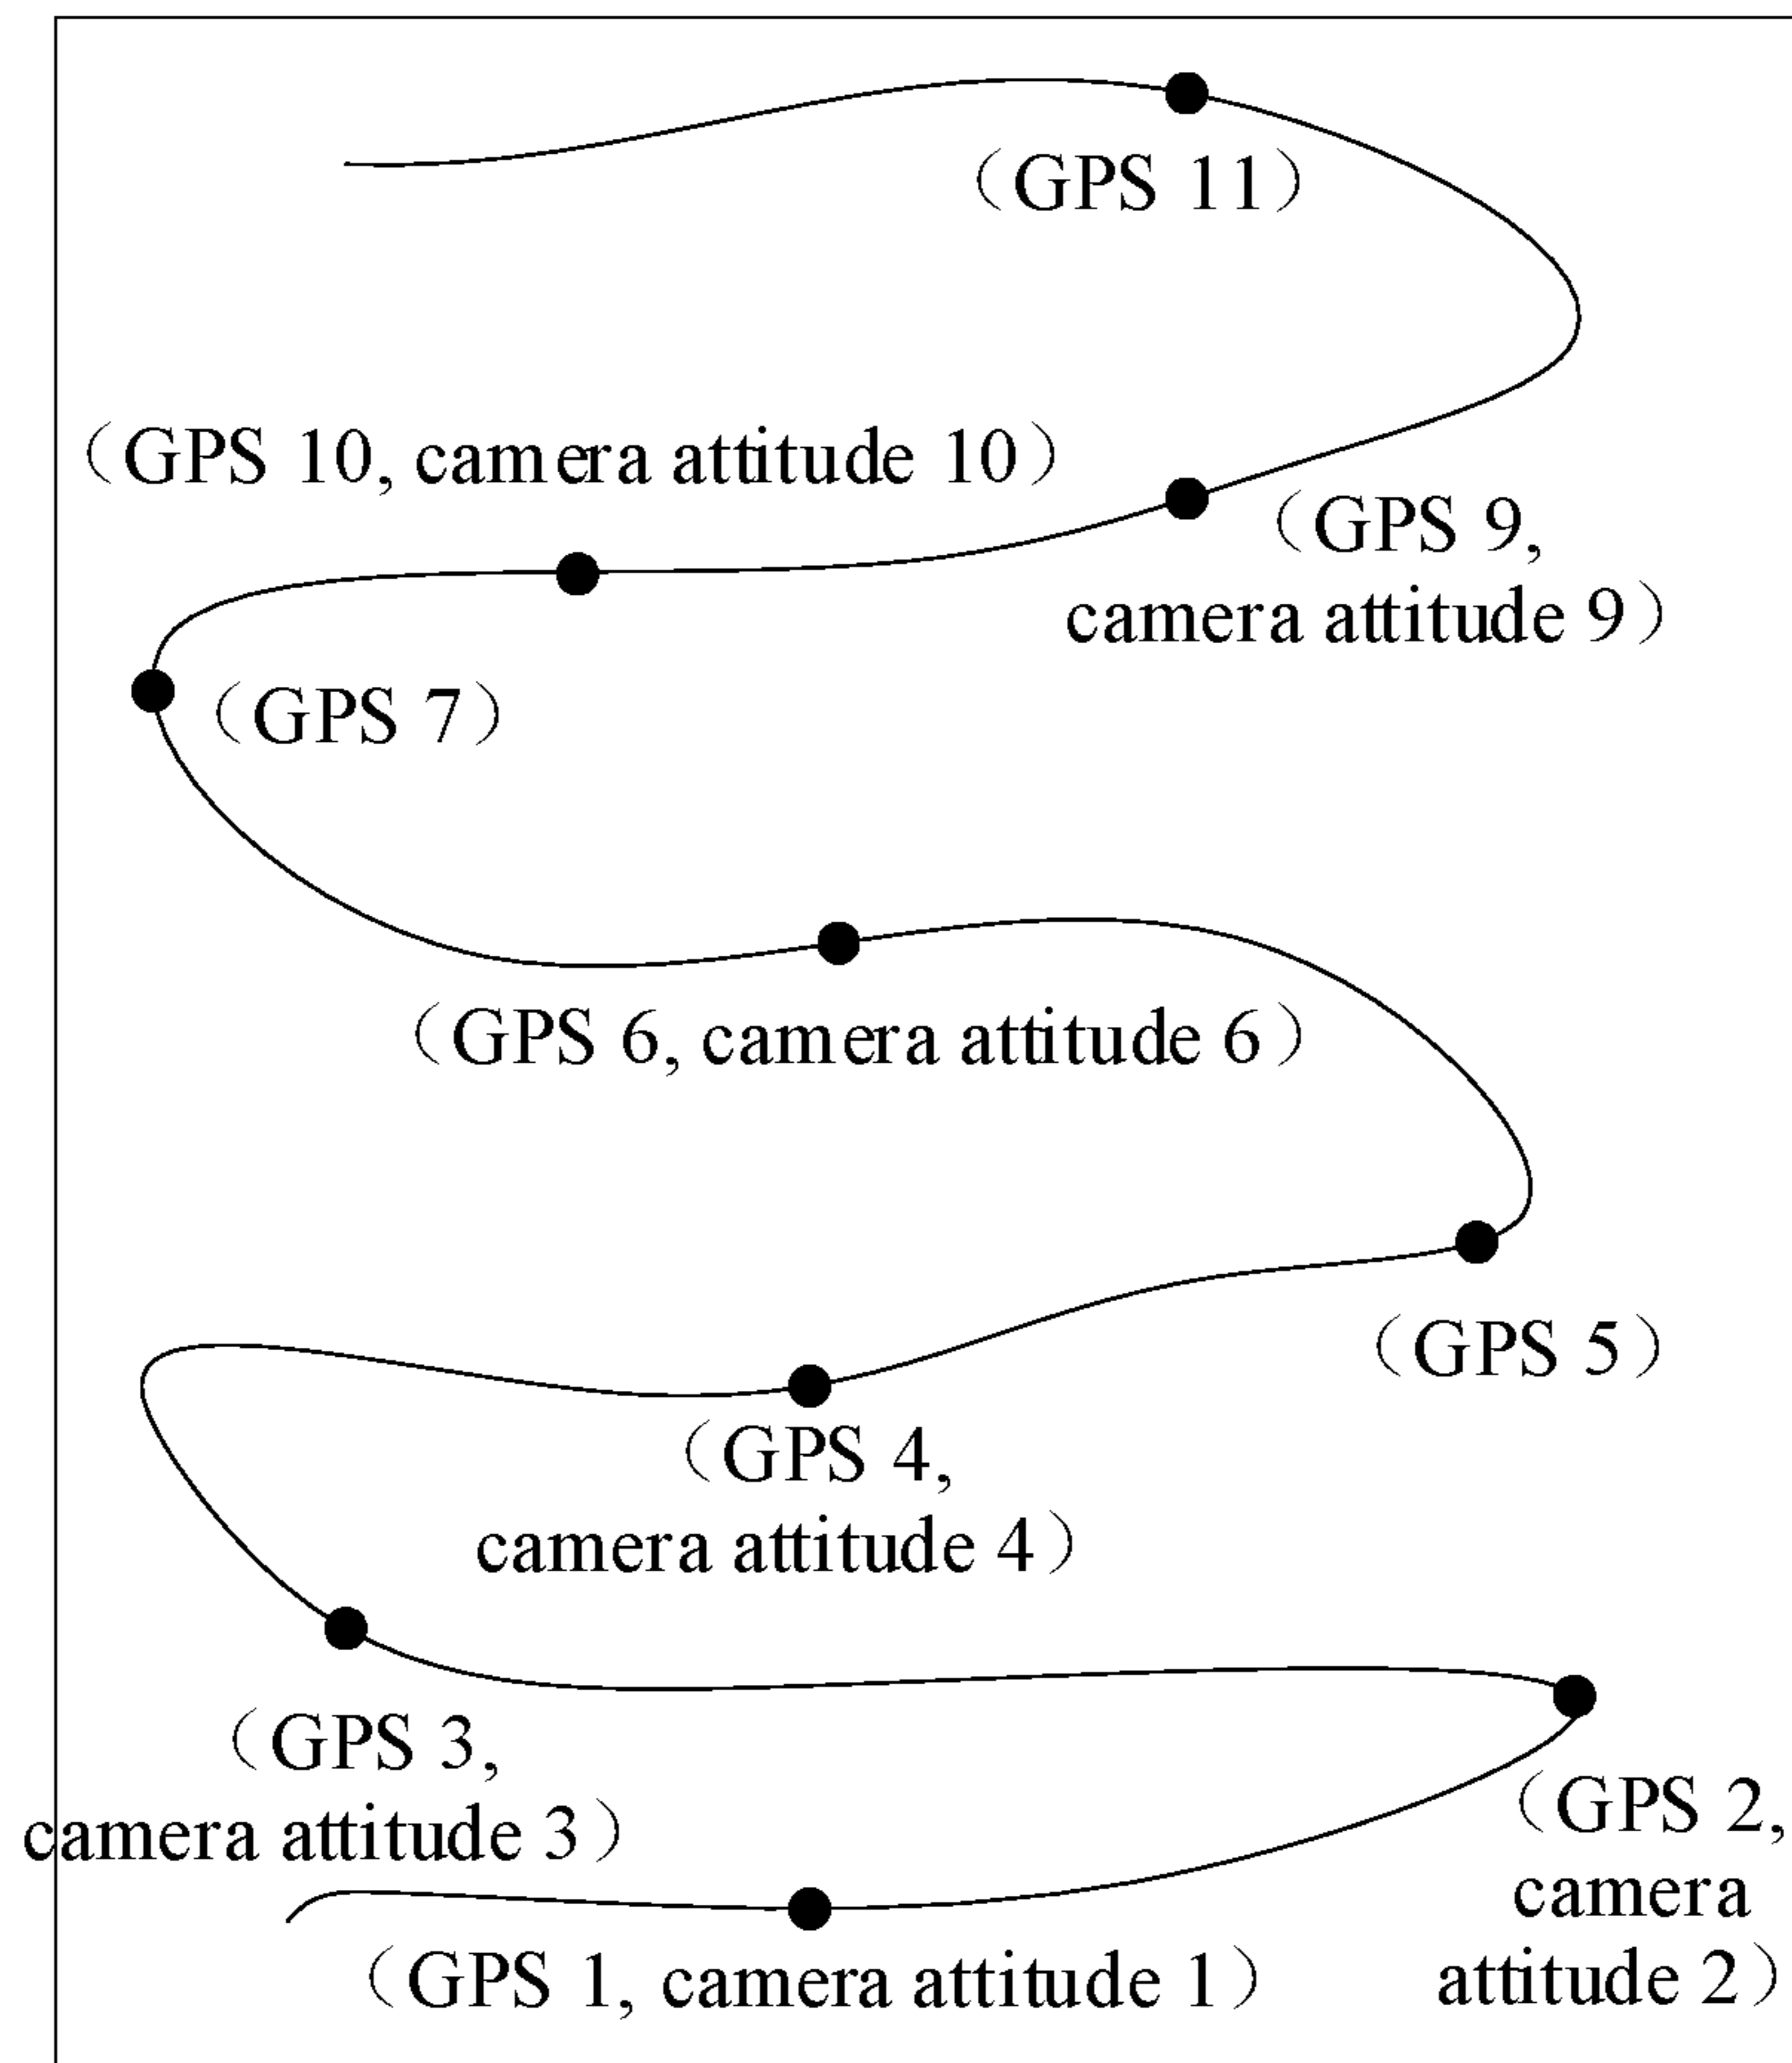 （GPS 11）
（GPS 10, camera attitude 10）
（GPS 9,
camera attitude 9）
（GPS 7）
（GPS 6, camera attitude 6）
（GPS 5）
（GPS 4,
camera attitude 4）
（GPS 3,
camera attitude 3）
（GPS 2,
camera
attitude 2）
（GPS 1, camera attitude 1）